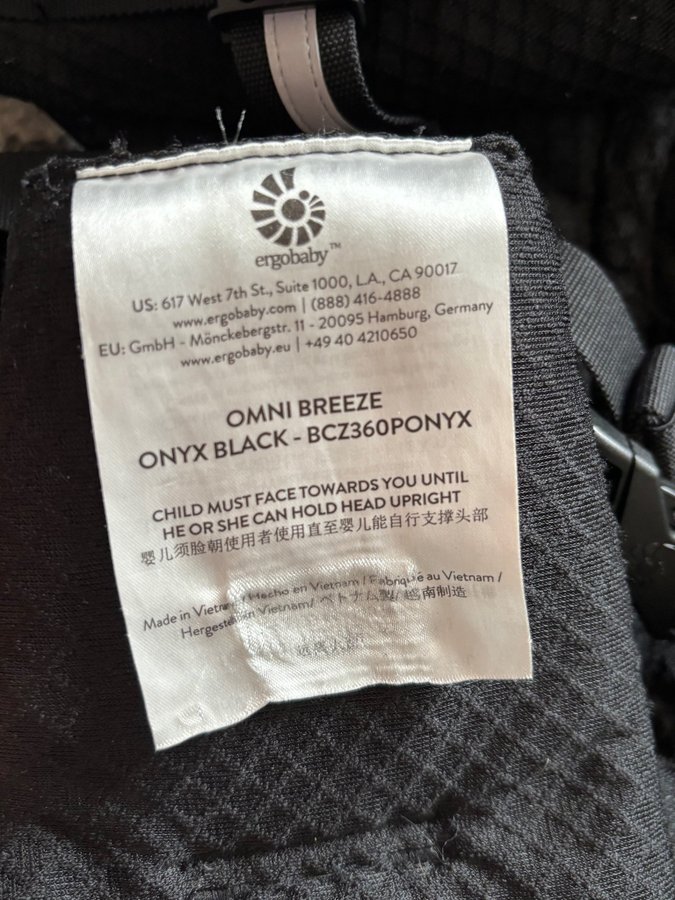 ergobaby™
US: 617 West 7th St., Suite 1000, L.A., CA 90017
www.ergobaby.com | (888) 416-4888
EU: GmbH - Mönckebergstr. 11 - 20095 Hamburg, Germany
www.ergobaby.eu | +49 40 4210650
OMNI BREEZE
ONYX BLACK - BCZ360PONYX
CHILD MUST FACE TOWARDS YOU UNTIL
HE OR SHE CAN HOLD HEAD UPRIGHT
婴儿须脸朝使用者使用直至婴儿能自行支撑头部
Made in Vietnam / Hecho en Vietnam / Fabriqué au Vietnam /
Hergestellt in Vietnam/ ベトナム製/ 越南制造